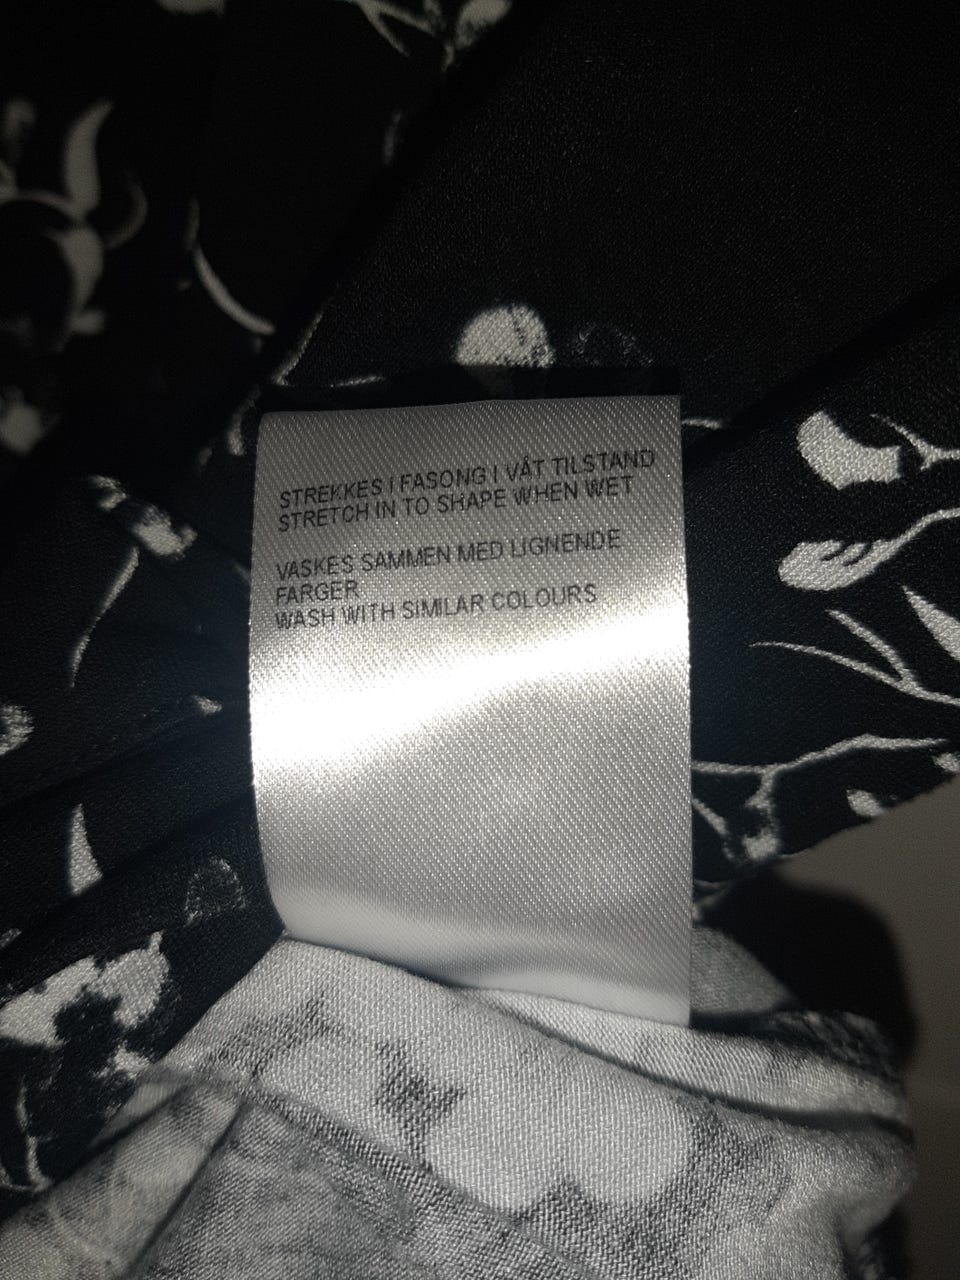 STREKKES I FASONG I VÅT TILSTAND
STRETCH IN TO SHAPE WHEN WET
VASKES SAMMEN MED LIGNENDE
FARGER
WASH WITH SIMILAR COLOURS